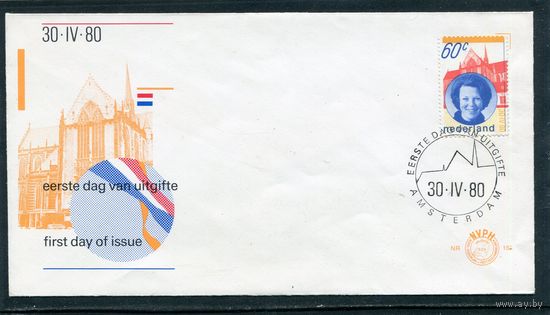 30·IV·80
eerste dag van uitgifte
first day of issue
60c
nederland
EERSTE DAG VAN UITGIFTE
30·IV·80
AMSTERDAM
NVPH
NR
www.ay.by